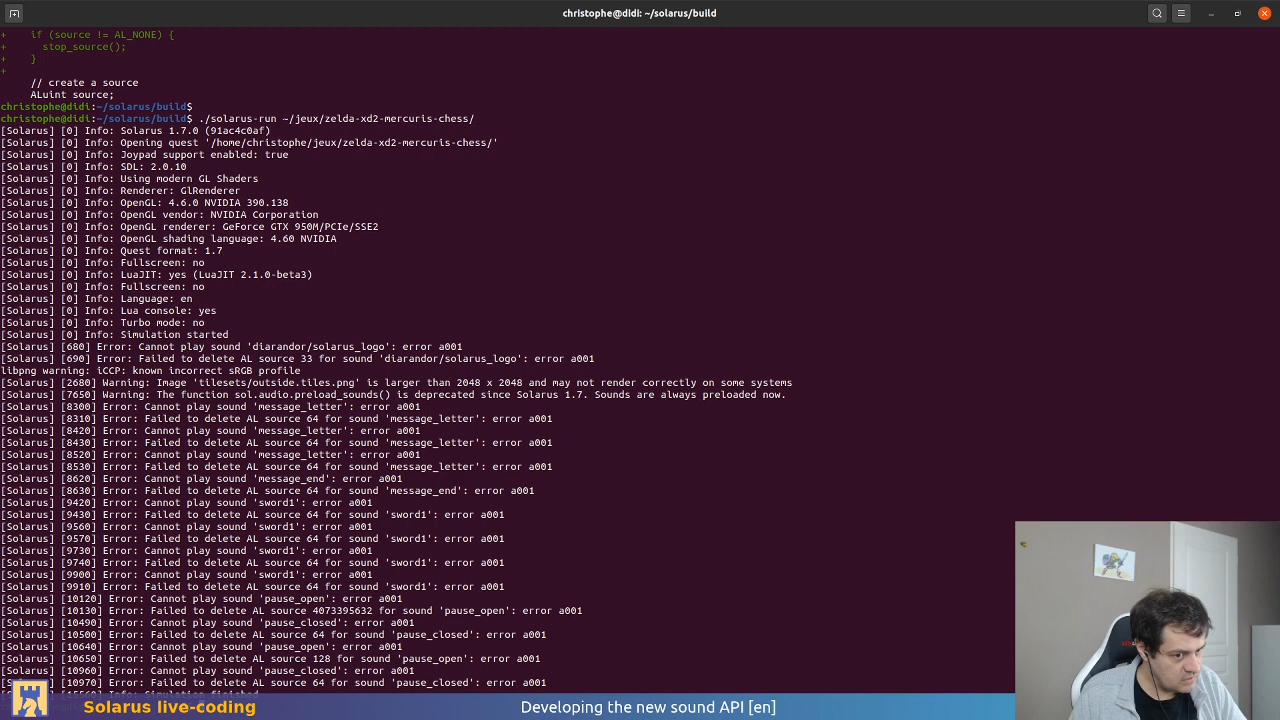 christophe@didi: ~/solarus/build
+    if (source != AL_NONE) {
+      stop_source();
+    }
+
     // create a source
     ALuint source;
christophe@didi:~/solarus/build$
christophe@didi:~/solarus/build$ ./solarus-run ~/jeux/zelda-xd2-mercuris-chess/
[Solarus] [0] Info: Solarus 1.7.0 (91ac4c0af)
[Solarus] [0] Info: Opening quest '/home/christophe/jeux/zelda-xd2-mercuris-chess/'
[Solarus] [0] Info: Joypad support enabled: true
[Solarus] [0] Info: SDL: 2.0.10
[Solarus] [0] Info: Using modern GL Shaders
[Solarus] [0] Info: Renderer: GlRenderer
[Solarus] [0] Info: OpenGL: 4.6.0 NVIDIA 390.138
[Solarus] [0] Info: OpenGL vendor: NVIDIA Corporation
[Solarus] [0] Info: OpenGL renderer: GeForce GTX 950M/PCIe/SSE2
[Solarus] [0] Info: OpenGL shading language: 4.60 NVIDIA
[Solarus] [0] Info: Quest format: 1.7
[Solarus] [0] Info: Fullscreen: no
[Solarus] [0] Info: LuaJIT: yes (LuaJIT 2.1.0-beta3)
[Solarus] [0] Info: Fullscreen: no
[Solarus] [0] Info: Language: en
[Solarus] [0] Info: Lua console: yes
[Solarus] [0] Info: Turbo mode: no
[Solarus] [0] Info: Simulation started
[Solarus] [680] Error: Cannot play sound 'diarandor/solarus_logo': error a001
[Solarus] [690] Error: Failed to delete AL source 33 for sound 'diarandor/solarus_logo': error a001
libpng warning: iCCP: known incorrect sRGB profile
[Solarus] [2680] Warning: Image 'tilesets/outside.tiles.png' is larger than 2048 x 2048 and may not render correctly on some systems
[Solarus] [7650] Warning: The function sol.audio.preload_sounds() is deprecated since Solarus 1.7. Sounds are always preloaded now.
[Solarus] [8300] Error: Cannot play sound 'message_letter': error a001
[Solarus] [8310] Error: Failed to delete AL source 64 for sound 'message_letter': error a001
[Solarus] [8420] Error: Cannot play sound 'message_letter': error a001
[Solarus] [8430] Error: Failed to delete AL source 64 for sound 'message_letter': error a001
[Solarus] [8520] Error: Cannot play sound 'message_letter': error a001
[Solarus] [8530] Error: Failed to delete AL source 64 for sound 'message_letter': error a001
[Solarus] [8620] Error: Cannot play sound 'message_end': error a001
[Solarus] [8630] Error: Failed to delete AL source 64 for sound 'message_end': error a001
[Solarus] [9420] Error: Cannot play sound 'sword1': error a001
[Solarus] [9430] Error: Failed to delete AL source 64 for sound 'sword1': error a001
[Solarus] [9560] Error: Cannot play sound 'sword1': error a001
[Solarus] [9570] Error: Failed to delete AL source 64 for sound 'sword1': error a001
[Solarus] [9730] Error: Cannot play sound 'sword1': error a001
[Solarus] [9740] Error: Failed to delete AL source 64 for sound 'sword1': error a001
[Solarus] [9900] Error: Cannot play sound 'sword1': error a001
[Solarus] [9910] Error: Failed to delete AL source 64 for sound 'sword1': error a001
[Solarus] [10120] Error: Cannot play sound 'pause_open': error a001
[Solarus] [10130] Error: Failed to delete AL source 4073395632 for sound 'pause_open': error a001
[Solarus] [10490] Error: Cannot play sound 'pause_closed': error a001
[Solarus] [10500] Error: Failed to delete AL source 64 for sound 'pause_closed': error a001
[Solarus] [10640] Error: Cannot play sound 'pause_open': error a001
[Solarus] [10650] Error: Failed to delete AL source 128 for sound 'pause_open': error a001
[Solarus] [10960] Error: Cannot play sound 'pause_closed': error a001
[Solarus] [10970] Error: Failed to delete AL source 64 for sound 'pause_closed': error a001
Info: Simulation finished
Solarus live-coding
Developing the new sound API [en]